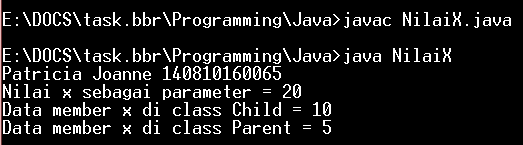 E:\DOCS\task.bbr\Programming\Java>javac NilaiX.java
E:\DOCS\task.bbr\Programming\Java>java NilaiX
Patricia Joanne 140810160065
Nilai x sebagai parameter = 20
Data member x di class Child = 10
Data member x di class Parent = 5